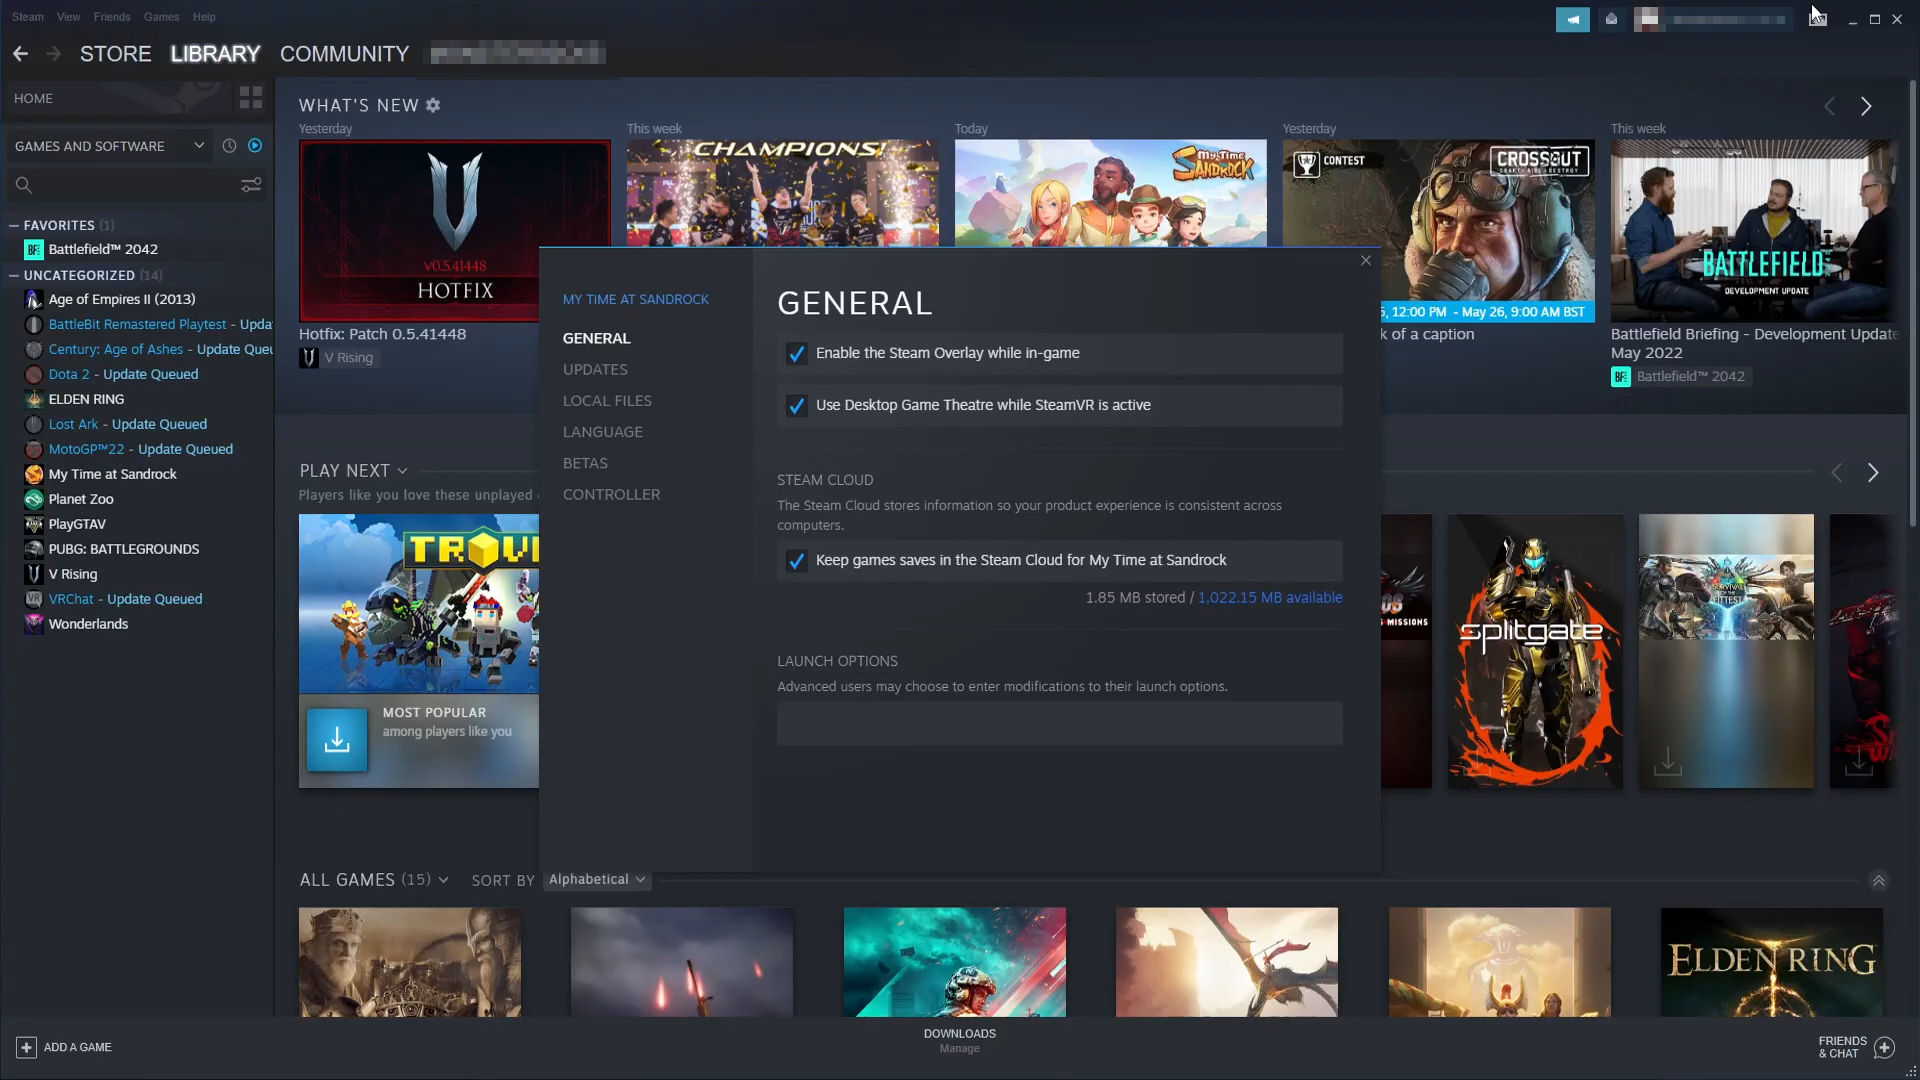 Steam View Friends Games Help
STORE LIBRARY COMMUNITY
HOME
GAMES AND SOFTWARE
FAVORITES (1)
Battlefield™ 2042
UNCATEGORIZED (14)
Age of Empires II (2013)
BattleBit Remastered Playtest - Upda
Century: Age of Ashes - Update Queu
Dota 2 - Update Queued
ELDEN RING
Lost Ark - Update Queued
MotoGP™22 - Update Queued
My Time at Sandrock
Planet Zoo
PlayGTAV
PUBG: BATTLEGROUNDS
V Rising
VRChat - Update Queued
Wonderlands
ADD A GAME
WHAT'S NEW
Yesterday
V0.5.41448
HOTFIX
Hotfix: Patch 0.5.41448
V Rising
This week
CHAMPIONS!
Today
My Time at
SANDROCK
Yesterday
CONTEST
CROSSOUT
CRAFT • RIDE • DESTROY
5, 12:00 PM - May 26, 9:00 AM BST
k of a caption
This week
BATTLEFIELD
DEVELOPMENT UPDATE
Battlefield Briefing - Development Update
May 2022
BF
Battlefield™ 2042
MY TIME AT SANDROCK
GENERAL
UPDATES
LOCAL FILES
LANGUAGE
BETAS
CONTROLLER
GENERAL
Enable the Steam Overlay while in-game
Use Desktop Game Theatre while SteamVR is active
STEAM CLOUD
The Steam Cloud stores information so your product experience is consistent across
computers.
Keep games saves in the Steam Cloud for My Time at Sandrock
1.85 MB stored / 1,022.15 MB available
LAUNCH OPTIONS
Advanced users may choose to enter modifications to their launch options.
PLAY NEXT
Players like you love these unplayed
TROV
MOST POPULAR
among players like you
MISSIONS
splitgate
SURVIVAL
OF THE
FITTEST
ALL GAMES (15) SORT BY Alphabetical
ELDEN RING
DOWNLOADS
Manage
FRIENDS
& CHAT